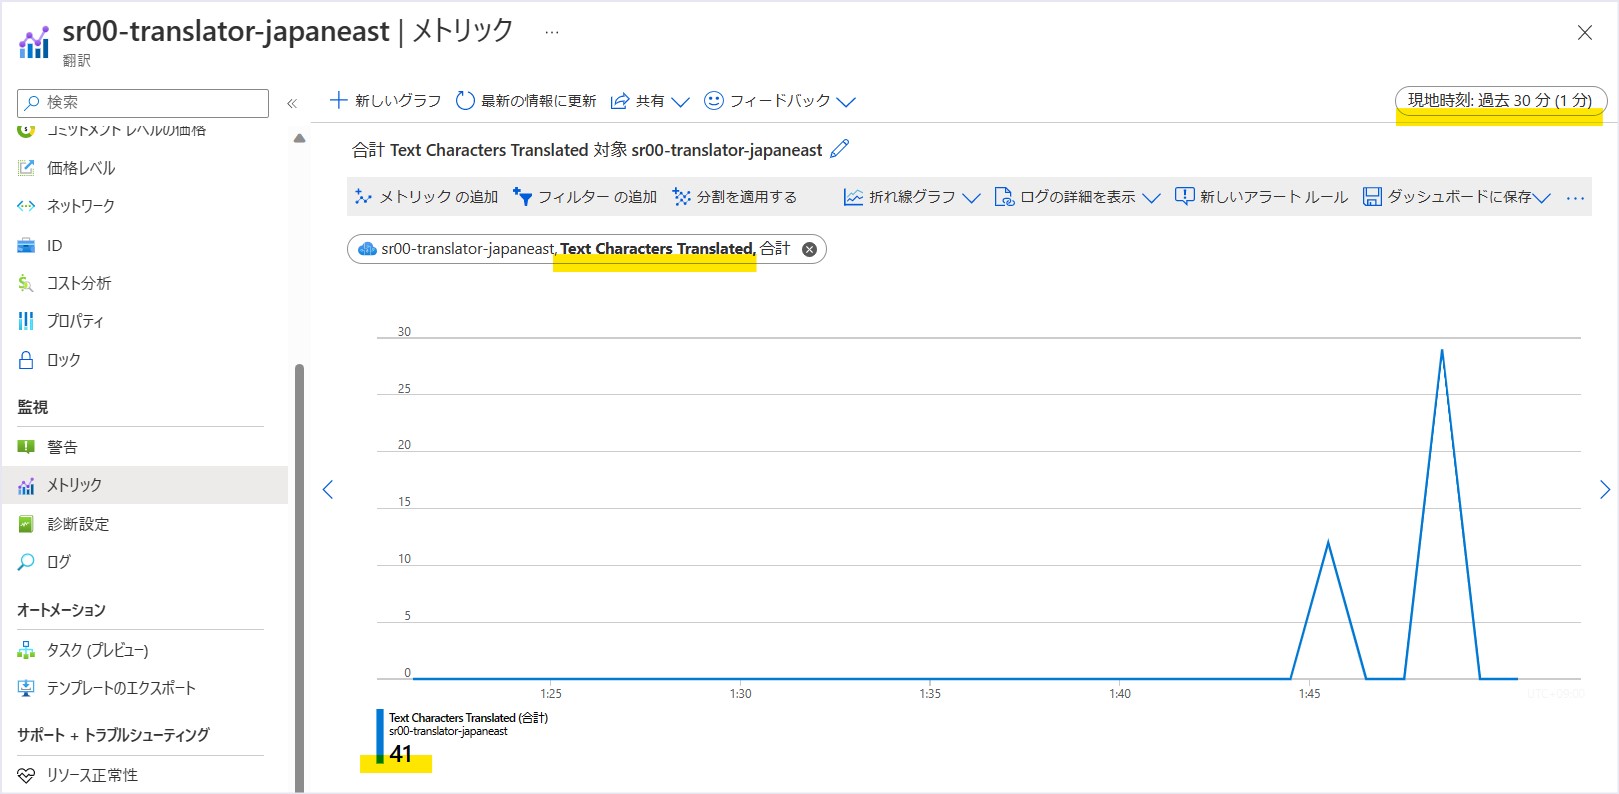 sr00-translator-japaneast | メトリック ...
翻訳
検索
«
コミットメント レベルの価格
価格レベル
ネットワーク
ID
コスト分析
プロパティ
ロック
監視
警告
メトリック
診断設定
ログ
オートメーション
タスク (プレビュー)
テンプレートのエクスポート
サポート + トラブルシューティング
リソース正常性
新しいグラフ 最新の情報に更新 共有 フィードバック
現地時刻: 過去 30 分 (1 分)
合計 Text Characters Translated 対象 sr00-translator-japaneast
メトリック の追加 フィルター の追加 分割を適用する 折れ線グラフ ログの詳細を表示 新しいアラート ルール ダッシュボードに保存 ...
sr00-translator-japaneast, Text Characters Translated, 合計
30
25
20
15
10
5
0
1:25 1:30 1:35 1:40 1:45 UTC+09:00
Text Characters Translated (合計)
sr00-translator-japaneast
41